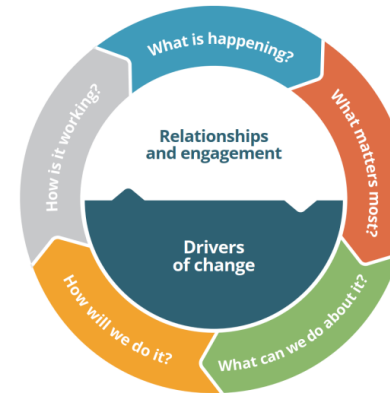 What is happening?
What matters most?
What can we do about it?
How will we do it?
How is it working?
Relationships
and engagement
Drivers
of change